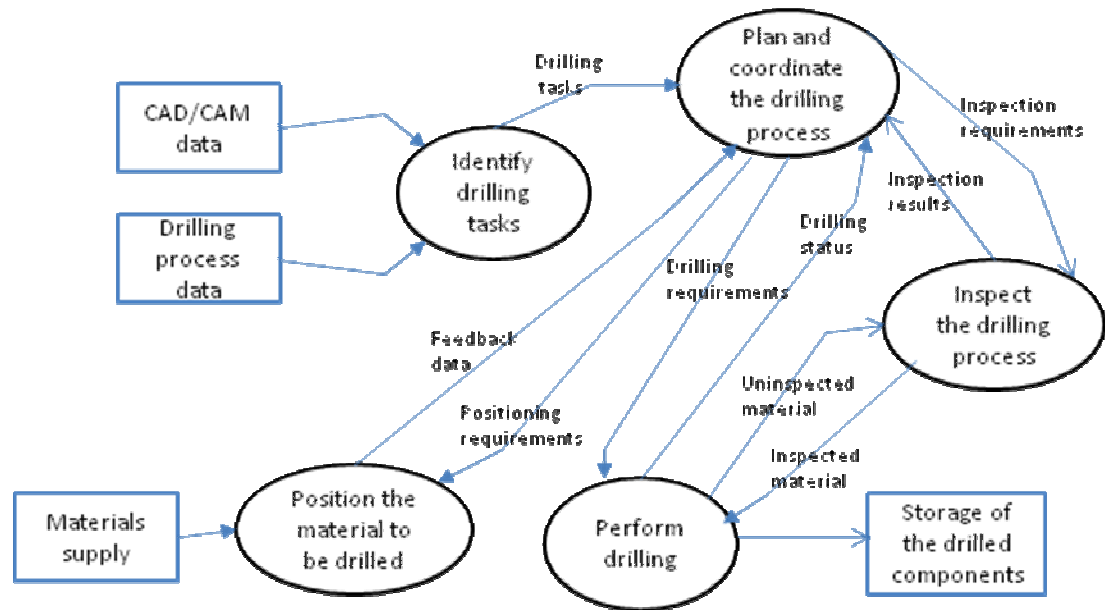 Plan and
coordinate
the drilling
process
Drilling
tasks
CAD/CAM
data
Inspection
requirements
Identify
drilling
tasks
Inspection
results
Drilling
process
data
Drilling
status
Drilling
requirements
Inspect
the drilling
process
Feedback
data
Uninspected
material
Positioning
requirements
Inspected
material
Materials
supply
Position the
material to
be drilled
Perform
drilling
Storage of
the drilled
components